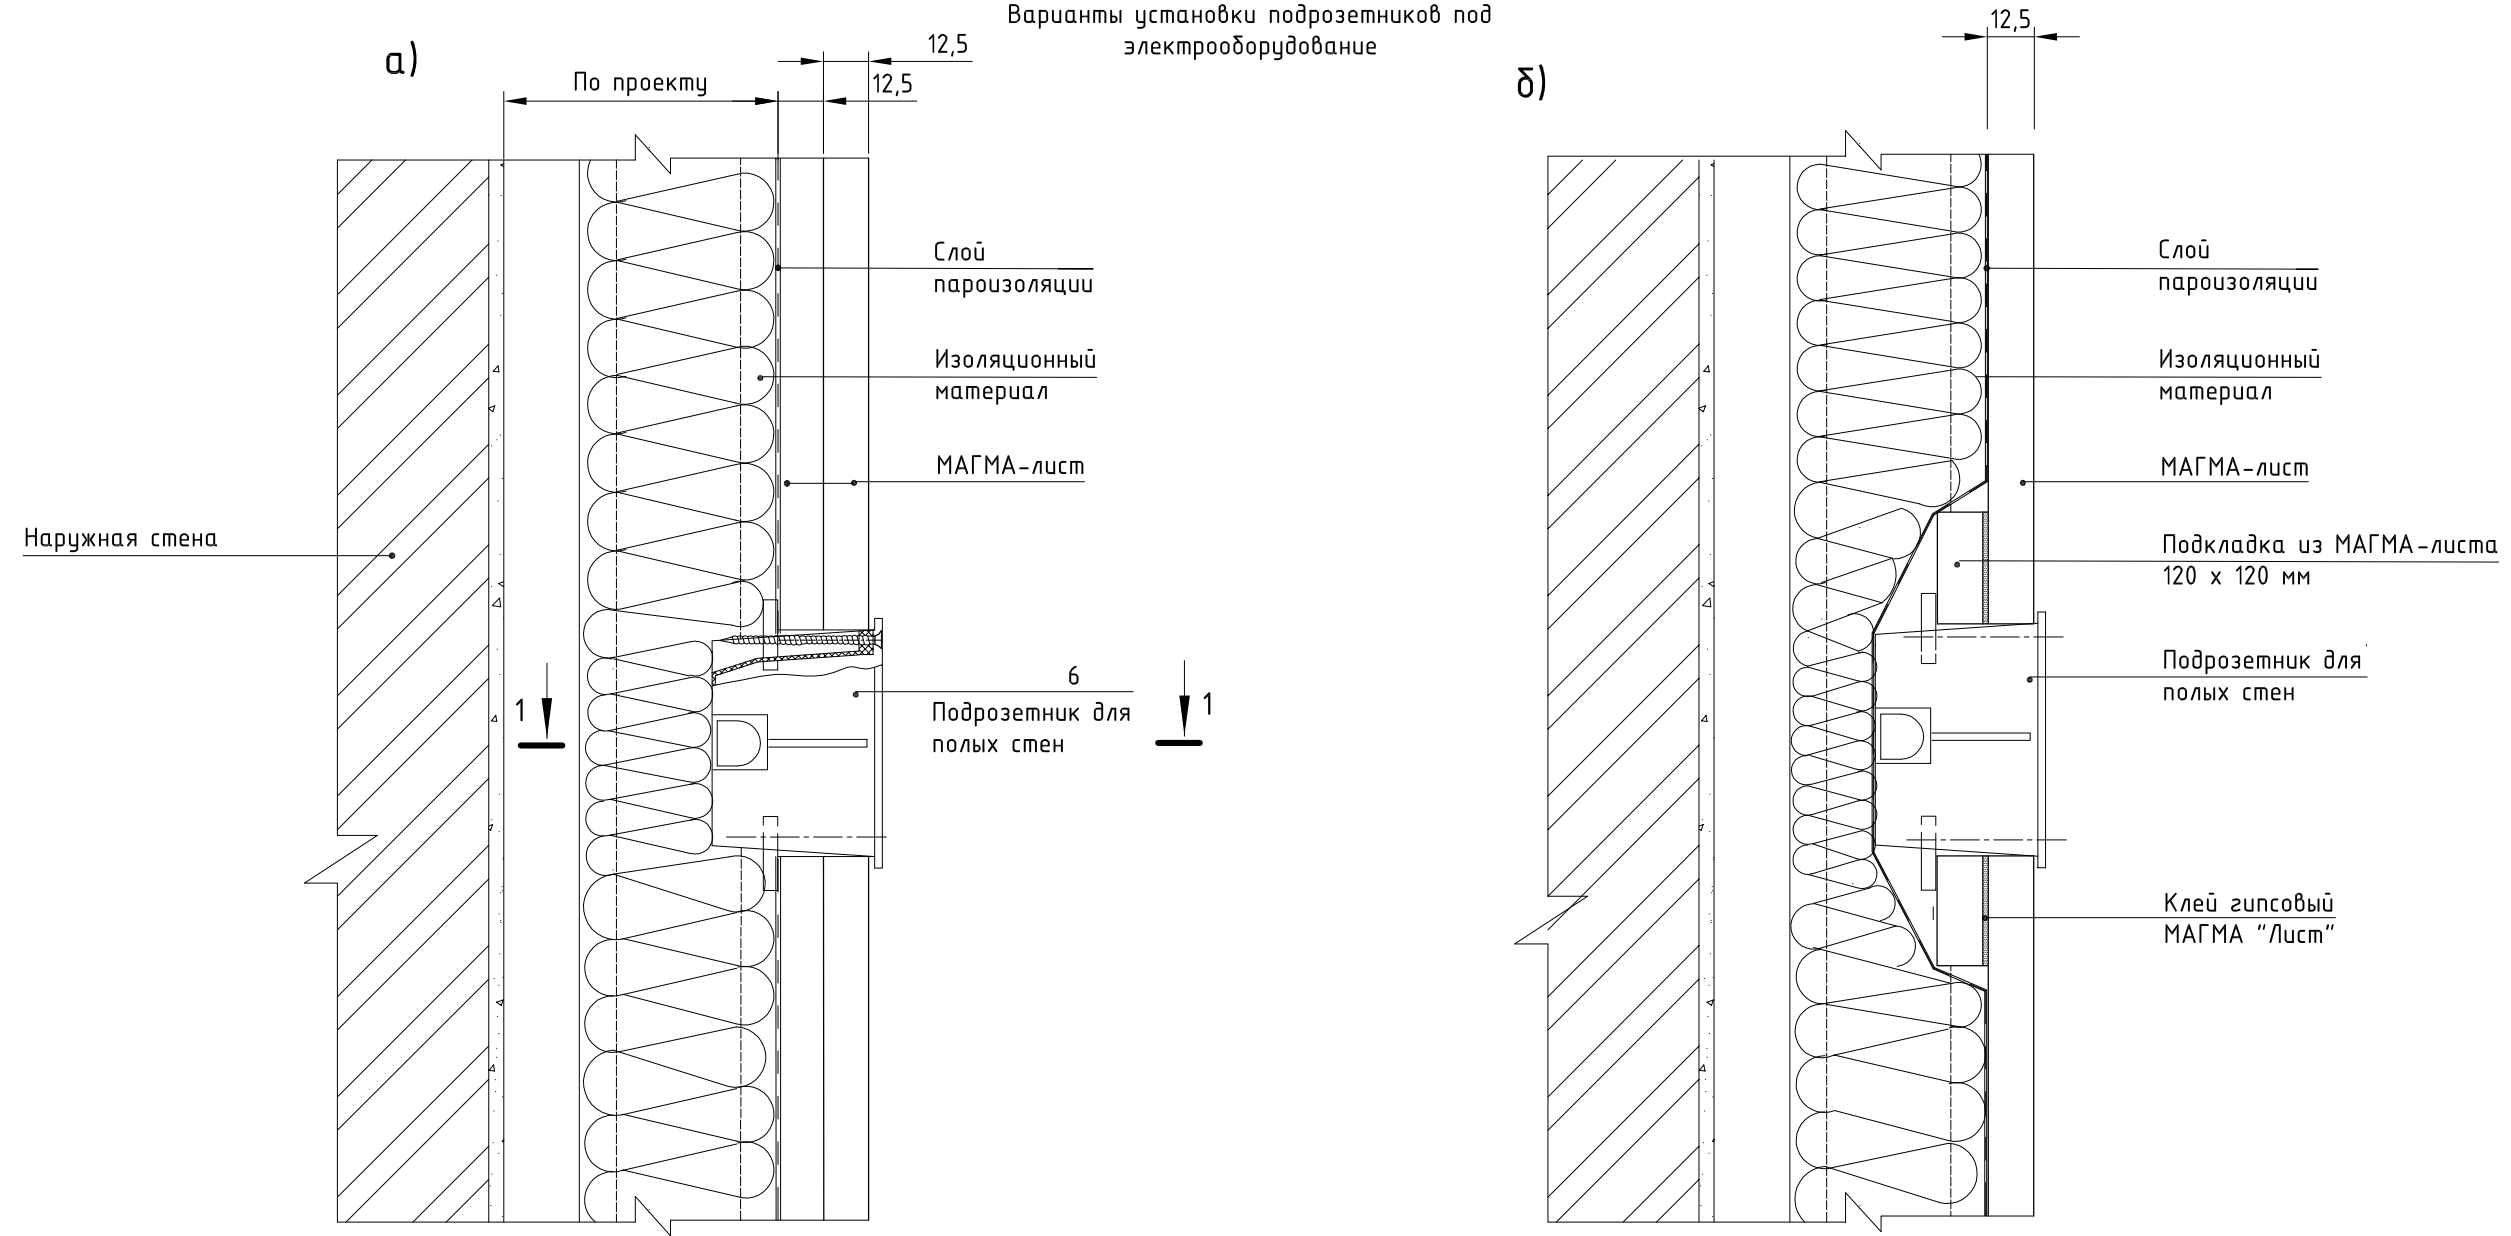 Варианты установки подрозетников под
электрооборудование
а)
По проекту
12,5
12,5
Слой
пароизоляции
Изоляционный
материал
МАГМА-лист
Наружная стена
1
6
Подрозетник для
полых стен
1
б)
12,5
Слой
пароизоляции
Изоляционный
материал
МАГМА-лист
Подкладка из МАГМА-листа
120 х 120 мм
Подрозетник для
полых стен
Клей гипсовый
МАГМА "Лист"